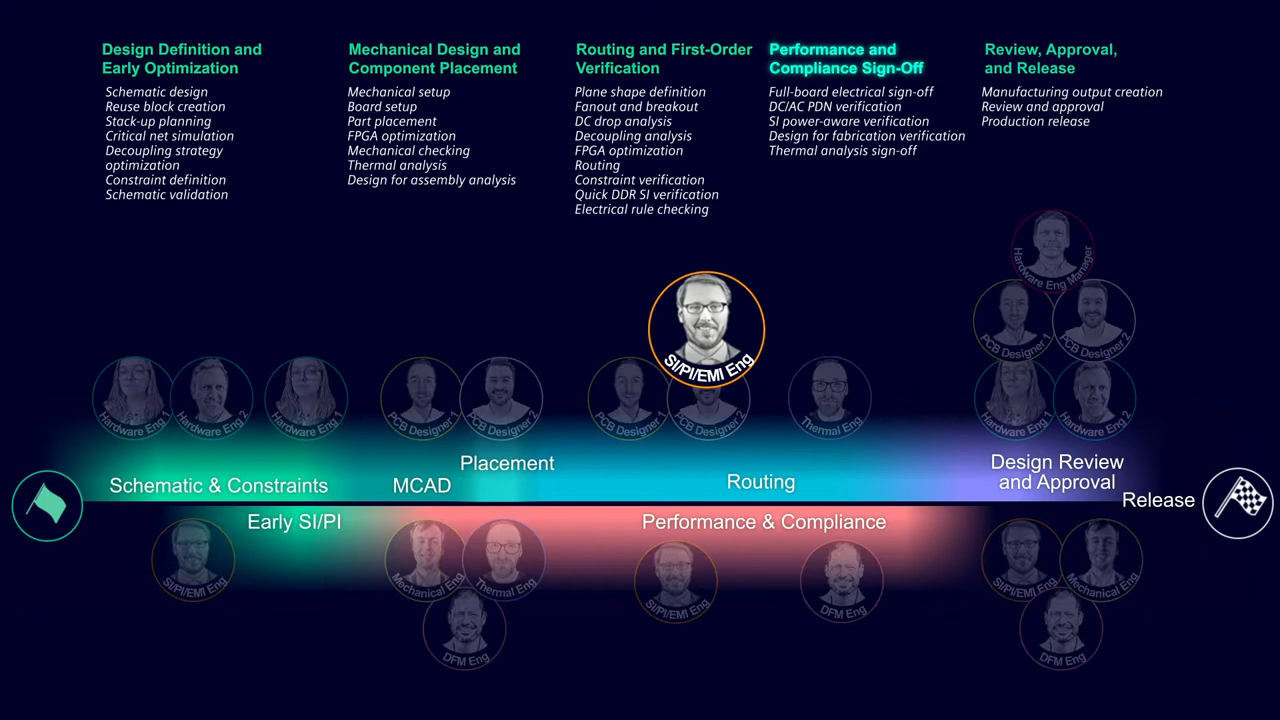 Design Definition and
Early Optimization
Schematic design
Reuse block creation
Stack-up planning
Critical net simulation
Decoupling strategy
optimization
Constraint definition
Schematic validation
Mechanical Design and
Component Placement
Mechanical setup
Board setup
Part placement
FPGA optimization
Mechanical checking
Thermal analysis
Design for assembly analysis
Routing and First-Order
Verification
Plane shape definition
Fanout and breakout
DC drop analysis
Decoupling analysis
FPGA optimization
Routing
Constraint verification
Quick DDR SI verification
Electrical rule checking
Performance and
Compliance Sign-Off
Full-board electrical sign-off
DC/AC PDN verification
SI power-aware verification
Design for fabrication verification
Thermal analysis sign-off
Review, Approval,
and Release
Manufacturing output creation
Review and approval
Production release
Hardware Eng Manager
PCB Designer 1
PCB Designer 2
SI/PI/EMI Eng
Hardware Eng 1
Hardware Eng 2
Hardware Eng 1
PCB Designer 1
PCB Designer 2
PCB Designer 1
PCB Designer 2
Thermal Eng
Hardware Eng 1
Hardware Eng 2
Schematic & Constraints
MCAD
Placement
Routing
Design Review
and Approval
Release
Early SI/PI
Performance & Compliance
SI/PI/EMI Eng
Mechanical Eng
Thermal Eng
SI/PI/EMI Eng
DFM Eng
SI/PI/EMI Eng
Mechanical Eng
DFM Eng
DFM Eng